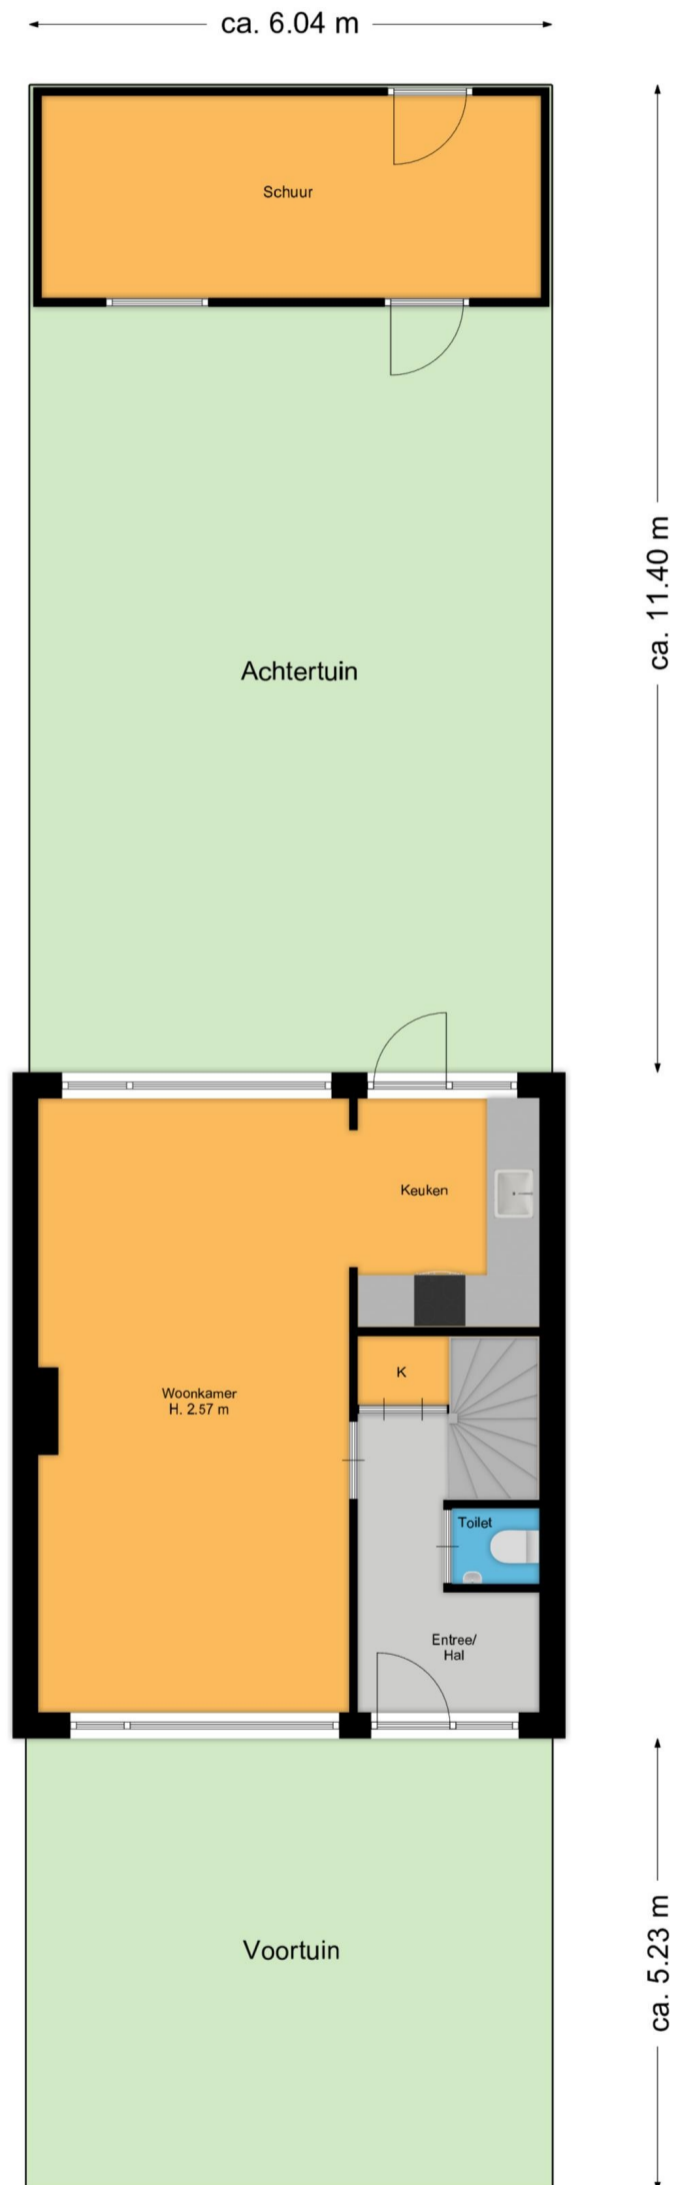 ca. 6.04 m
Schuur
ca. 11.40 m
Achtertuin
Keuken
K
Woonkamer
H. 2.57 m
Toilet
Entree/
Hal
Voortuin
ca. 5.23 m